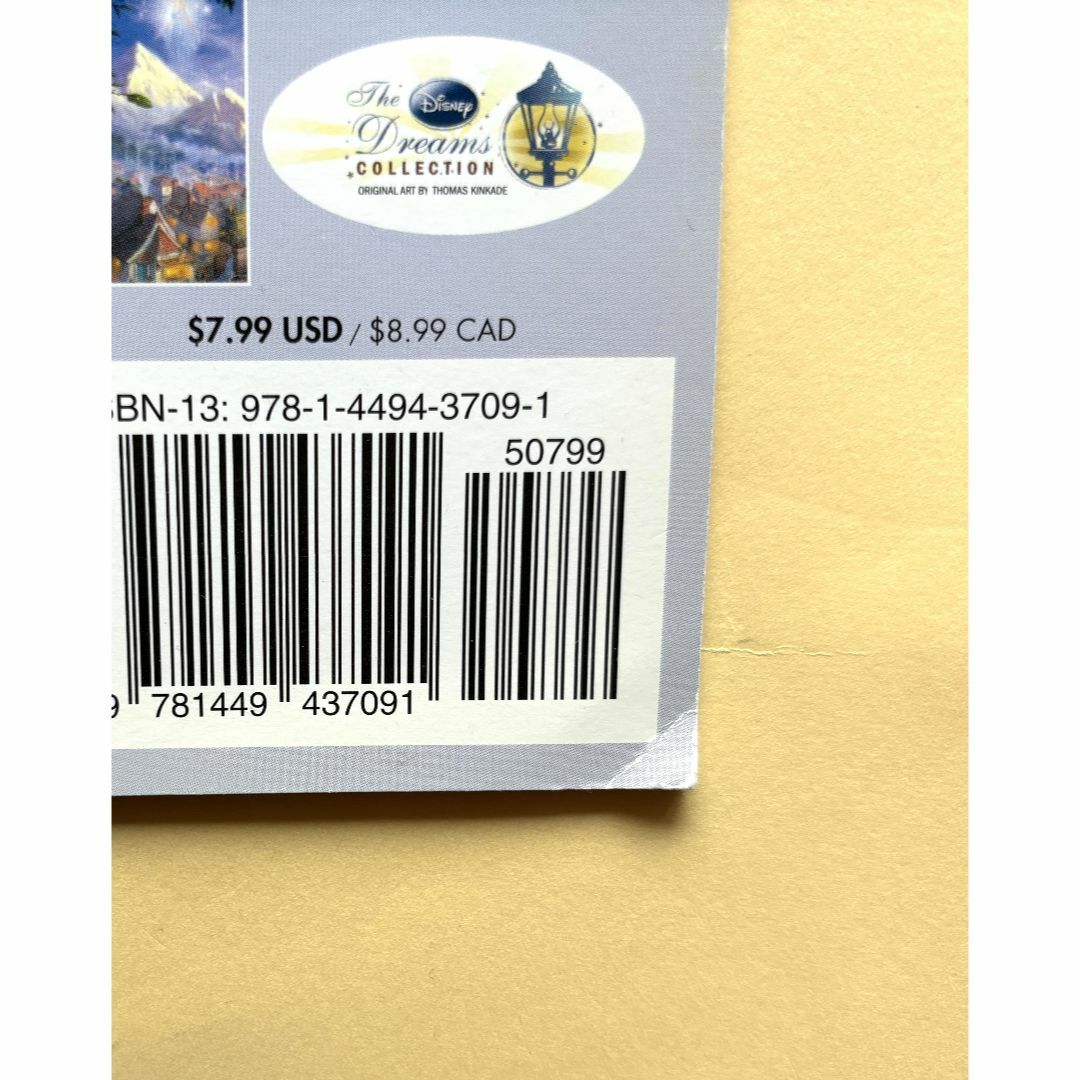 The Disney
Dreams
COLLECTION
ORIGINAL ART BY THOMAS KINKADE
$7.99 USD / $8.99 CAD
SBN-13: 978-1-4494-3709-1
50799
9 781449 437091